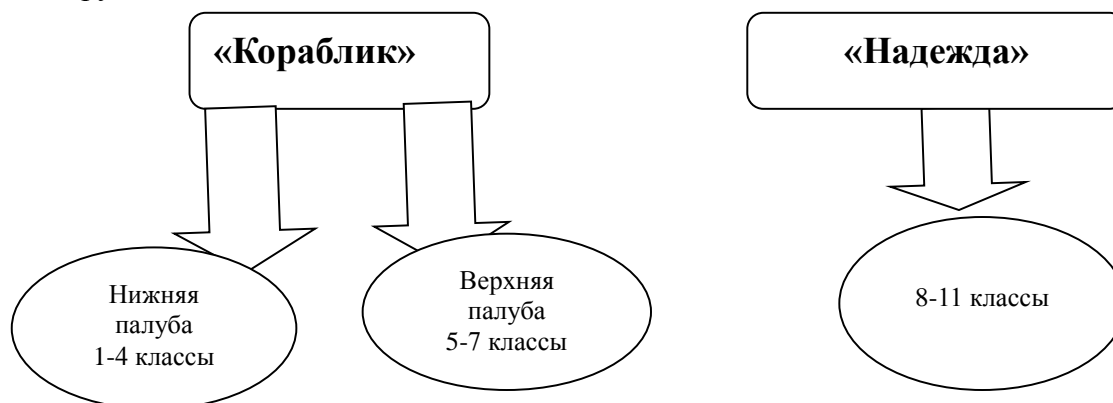 «Кораблик»
«Надежда»
Нижняя
палуба
1-4 классы
Верхняя
палуба
5-7 классы
8-11 классы